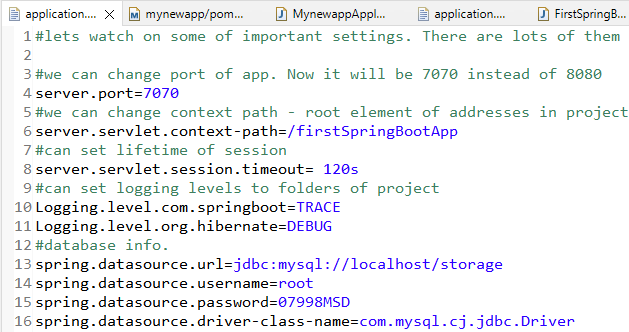 application.... mynewapp/pom... MynewappAppl... application.... FirstSpringB...
1 #lets watch on some of important settings. There are lots of them
2
3 #we can change port of app. Now it will be 7070 instead of 8080
4 server.port=7070
5 #we can change context path - root element of addresses in project
6 server.servlet.context-path=/firstSpringBootApp
7 #can set lifetime of session
8 server.servlet.session.timeout= 120s
9 #can set logging levels to folders of project
10 Logging.level.com.springboot=TRACE
11 Logging.level.org.hibernate=DEBUG
12 #database info.
13 spring.datasource.url=jdbc:mysql://localhost/storage
14 spring.datasource.username=root
15 spring.datasource.password=07998MSD
16 spring.datasource.driver-class-name=com.mysql.cj.jdbc.Driver